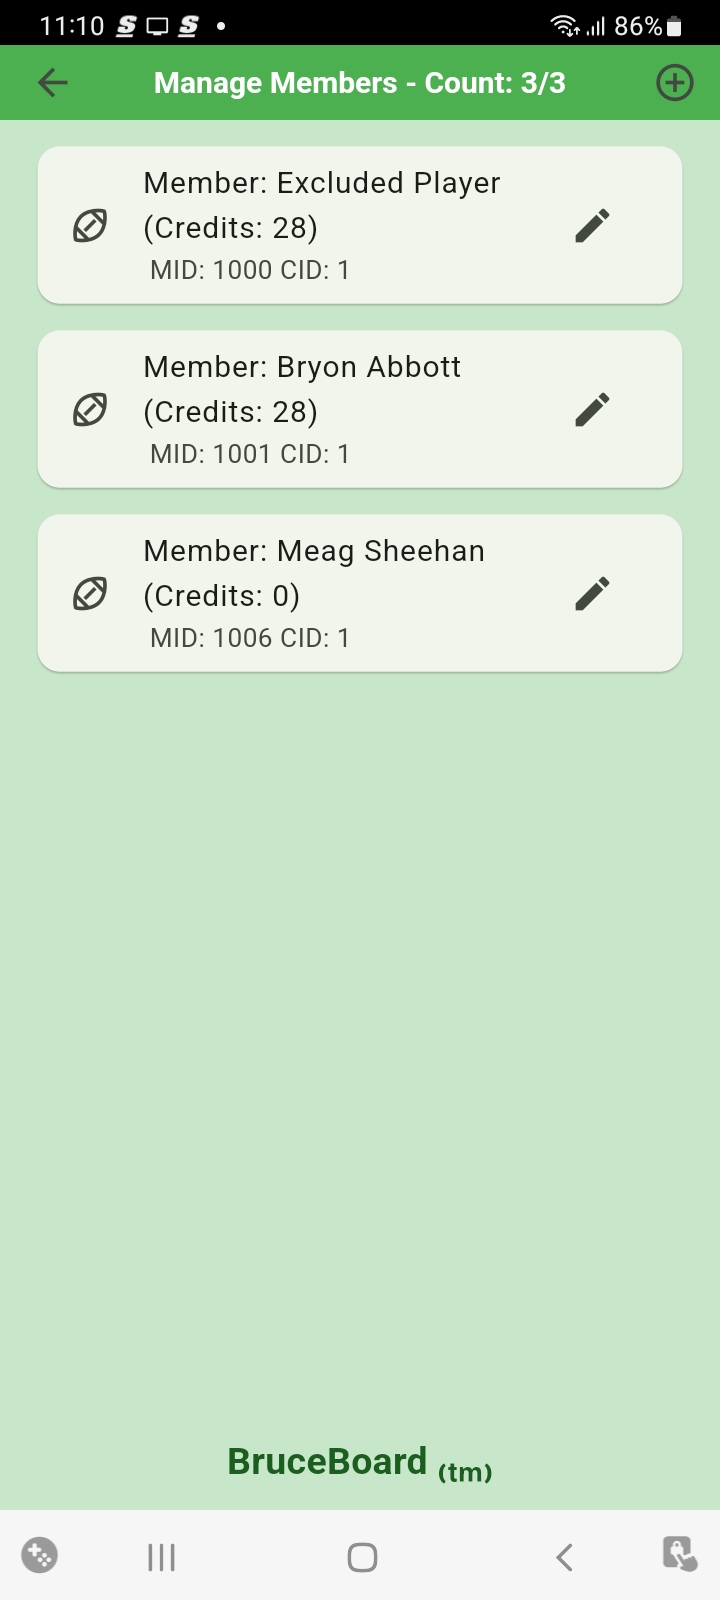 11:10 S S 86%
Manage Members - Count: 3/3
Member: Excluded Player
(Credits: 28)
MID: 1000 CID: 1
Member: Bryon Abbott
(Credits: 28)
MID: 1001 CID: 1
Member: Meag Sheehan
(Credits: 0)
MID: 1006 CID: 1
BruceBoard (tm)